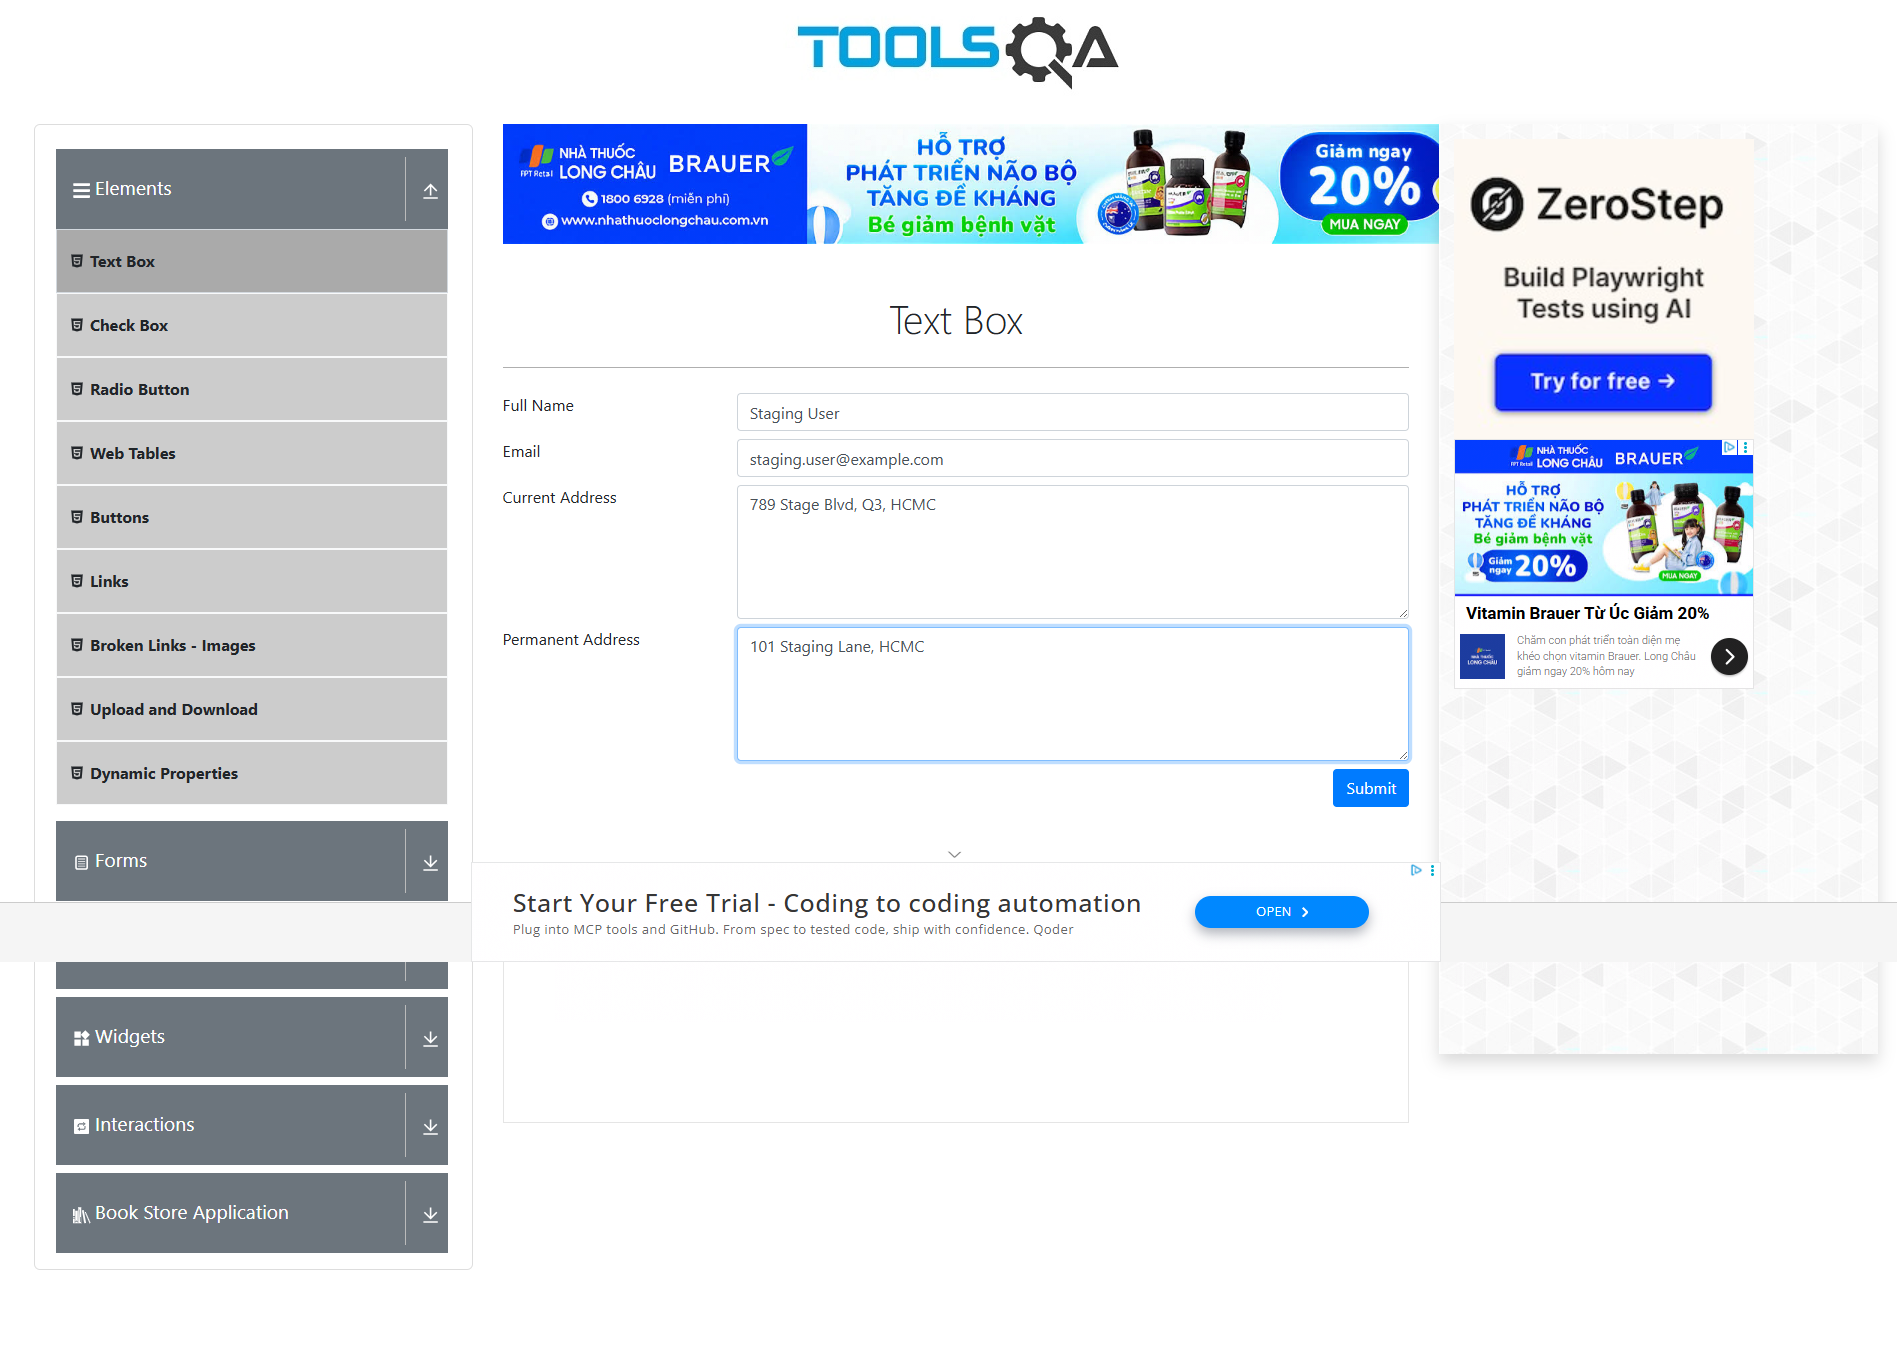 TOOLSQA
Elements
Text Box
Check Box
Radio Button
Web Tables
Buttons
Links
Broken Links - Images
Upload and Download
Dynamic Properties
Forms
Widgets
Interactions
Book Store Application
FPT Retail
NHÀ THUỐC
LONG CHÂU
BRAUER
1800 6928 (miễn phí)
www.nhathuoclongchau.com.vn
HỖ TRỢ
PHÁT TRIỂN NÃO BỘ
TĂNG ĐỀ KHÁNG
Bé giảm bệnh vặt
Giảm ngay
20%
MUA NGAY
Text Box
Full Name
Staging User
Email
staging.user@example.com
Current Address
789 Stage Blvd, Q3, HCMC
Permanent Address
101 Staging Lane, HCMC
Submit
Start Your Free Trial - Coding to coding automation
Plug into MCP tools and GitHub. From spec to tested code, ship with confidence. Qoder
OPEN
ZeroStep
Build Playwright
Tests using AI
Try for free →
FPT Retail
NHÀ THUỐC
LONG CHÂU
BRAUER
HỖ TRỢ
PHÁT TRIỂN NÃO BỘ
TĂNG ĐỀ KHÁNG
Bé giảm bệnh vặt
Giảm
ngay
20%
MUA NGAY
Vitamin Brauer Từ Úc Giảm 20%
NHÀ THUỐC
LONG CHÂU
Chăm con phát triển toàn diện mẹ
khéo chọn vitamin Brauer. Long Châu
giảm ngay 20% hôm nay